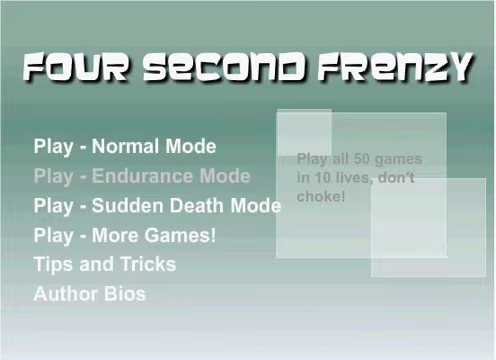 FOUR SECOND FRENZY
Play - Normal Mode
Play - Endurance Mode
Play - Sudden Death Mode
Play - More Games!
Tips and Tricks
Author Bios
Play all 50 games
in 10 lives, don't
choke!